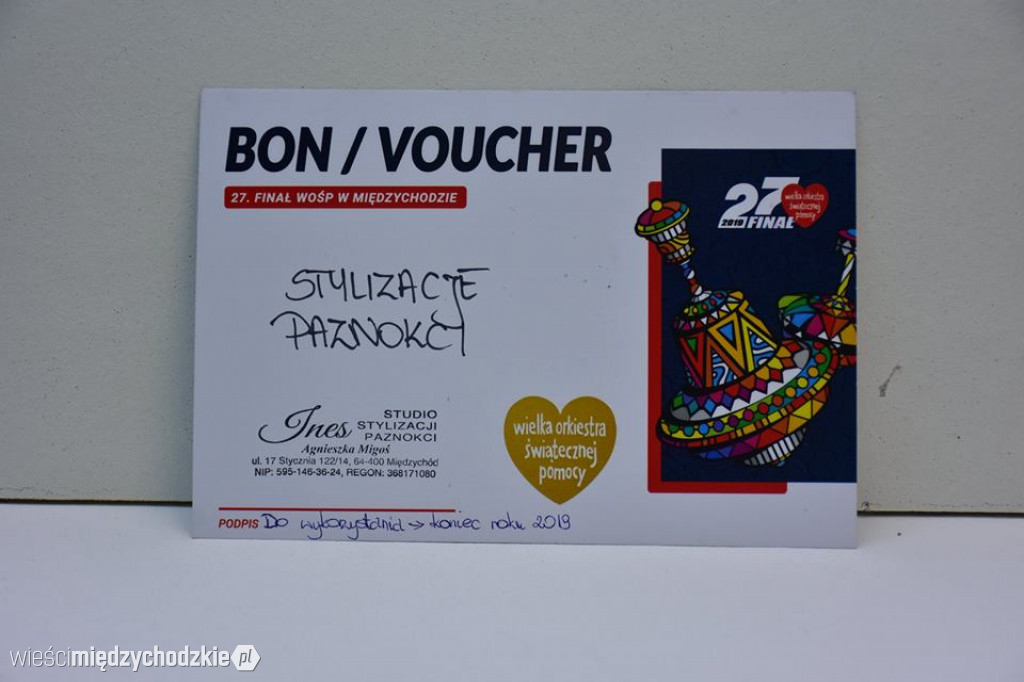 BON / VOUCHER
27. FINAŁ WOŚP W MIĘDZYCHODZIE
27
2019 FINAŁ
wielka orkiestra
świątecznej
pomocy
STYLIZACJE
PAZNOKCI
Ines
STUDIO
STYLIZACJI
PAZNOKCI
Agnieszka Migoś
ul. 17 Stycznia 122/14, 64-400 Międzychód
NIP: 595-146-36-24, REGON: 368171080
wielka orkiestra
świątecznej
pomocy
PODPIS Do wykorystania → koniec roku 2019
wieścimiędzychodzkie.pl